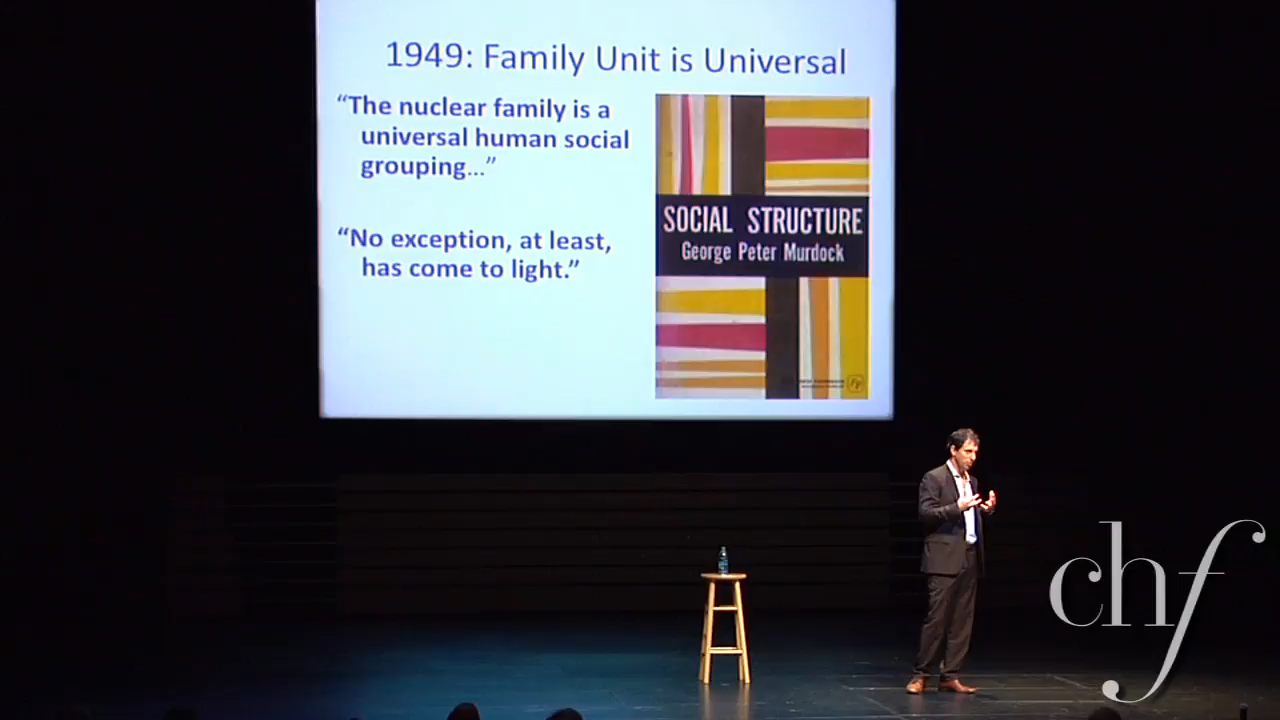 1949: Family Unit is Universal
“The nuclear family is a
universal human social
grouping…”
“No exception, at least,
has come to light.”
SOCIAL STRUCTURE
George Peter Murdock
chf